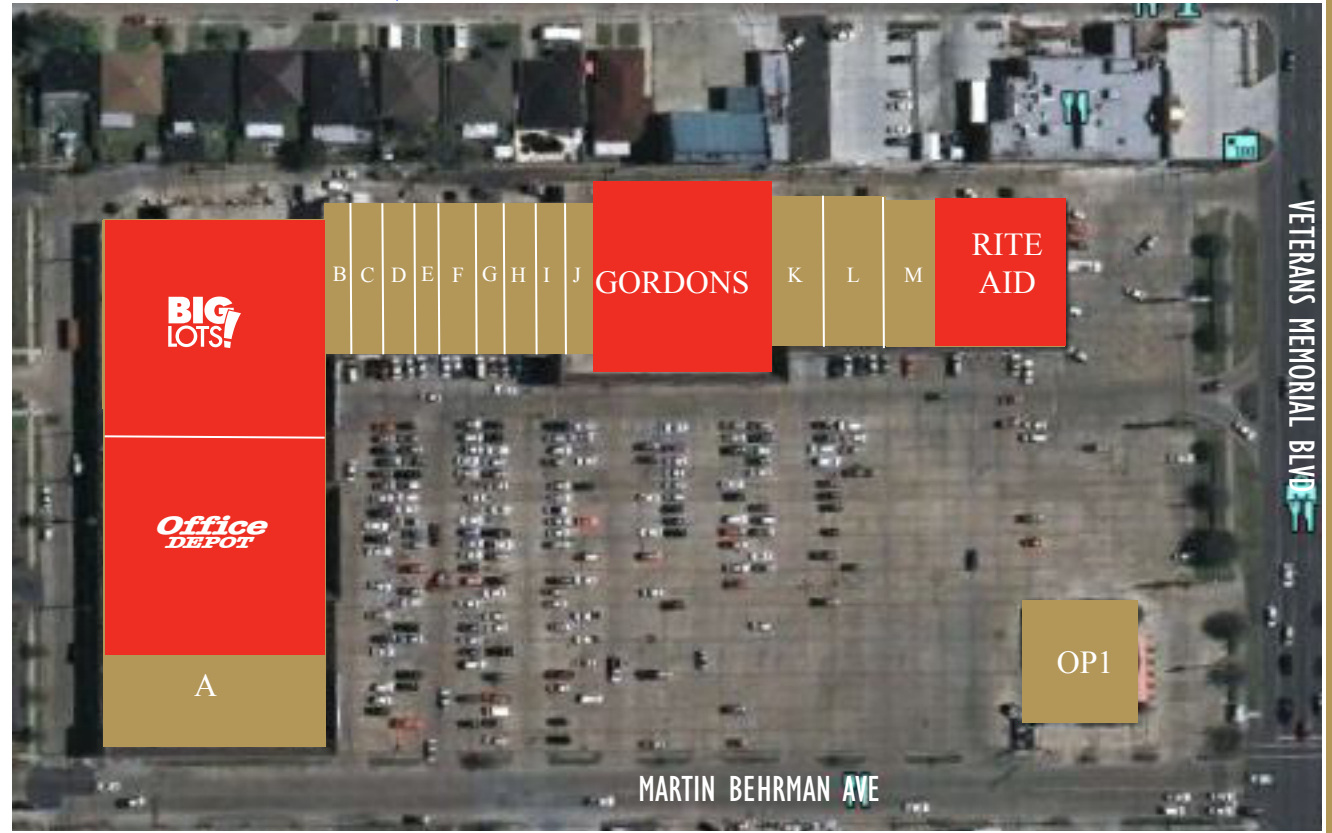 BIG
LOTS!
Office
DEPOT
A
B
C
D
E
F
G
H
I
J
GORDONS
K
L
M
RITE
AID
OP1
VETERANS MEMORIAL BLVD
MARTIN BEHRMAN AVE